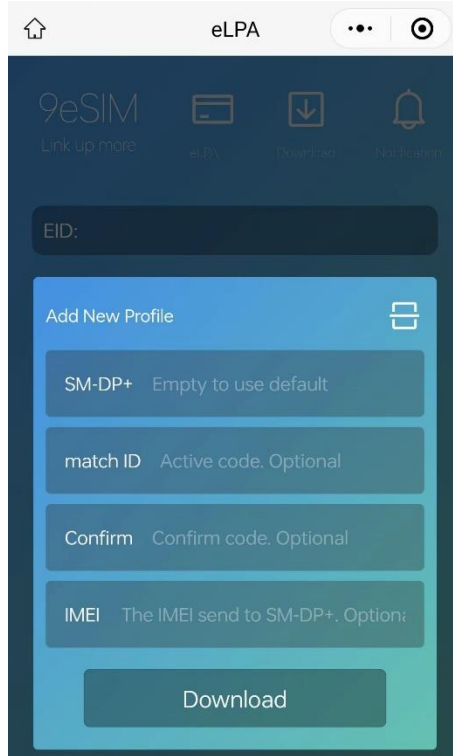 eLPA
9eSIM
Link up more
eLPA
Download
Notification
EID:
Add New Profile
SM-DP+ Empty to use default
match ID Active code. Optional
Confirm Confirm code. Optional
IMEI The IMEI send to SM-DP+. Optiona
Download